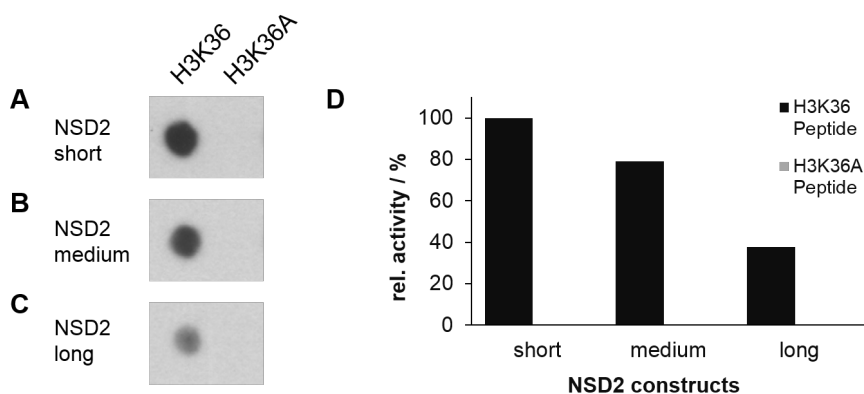 H3K36
H3K36A
A
NSD2
short
B
NSD2
medium
C
NSD2
long
D
rel. activity / %
100
80
60
40
20
0
short medium long
NSD2 constructs
H3K36
Peptide
H3K36A
Peptide